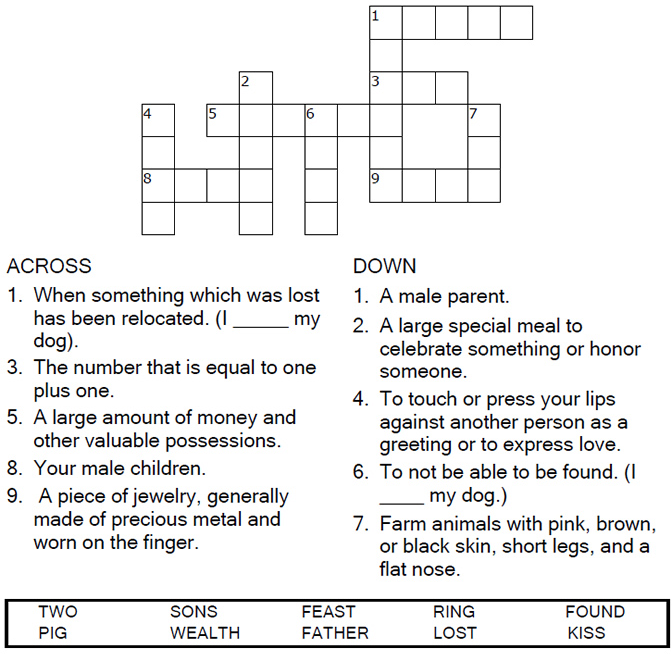 1
2
3
4
5
6
7
8
9
ACROSS
1. When something which was lost
has been relocated. (I ______ my
dog).
3. The number that is equal to one
plus one.
5. A large amount of money and
other valuable possessions.
8. Your male children.
9. A piece of jewelry, generally
made of precious metal and
worn on the finger.
DOWN
1. A male parent.
2. A large special meal to
celebrate something or honor
someone.
4. To touch or press your lips
against another person as a
greeting or to express love.
6. To not be able to be found. (I
_____ my dog.)
7. Farm animals with pink, brown,
or black skin, short legs, and a
flat nose.
TWO SONS FEAST RING FOUND
PIG WEALTH FATHER LOST KISS